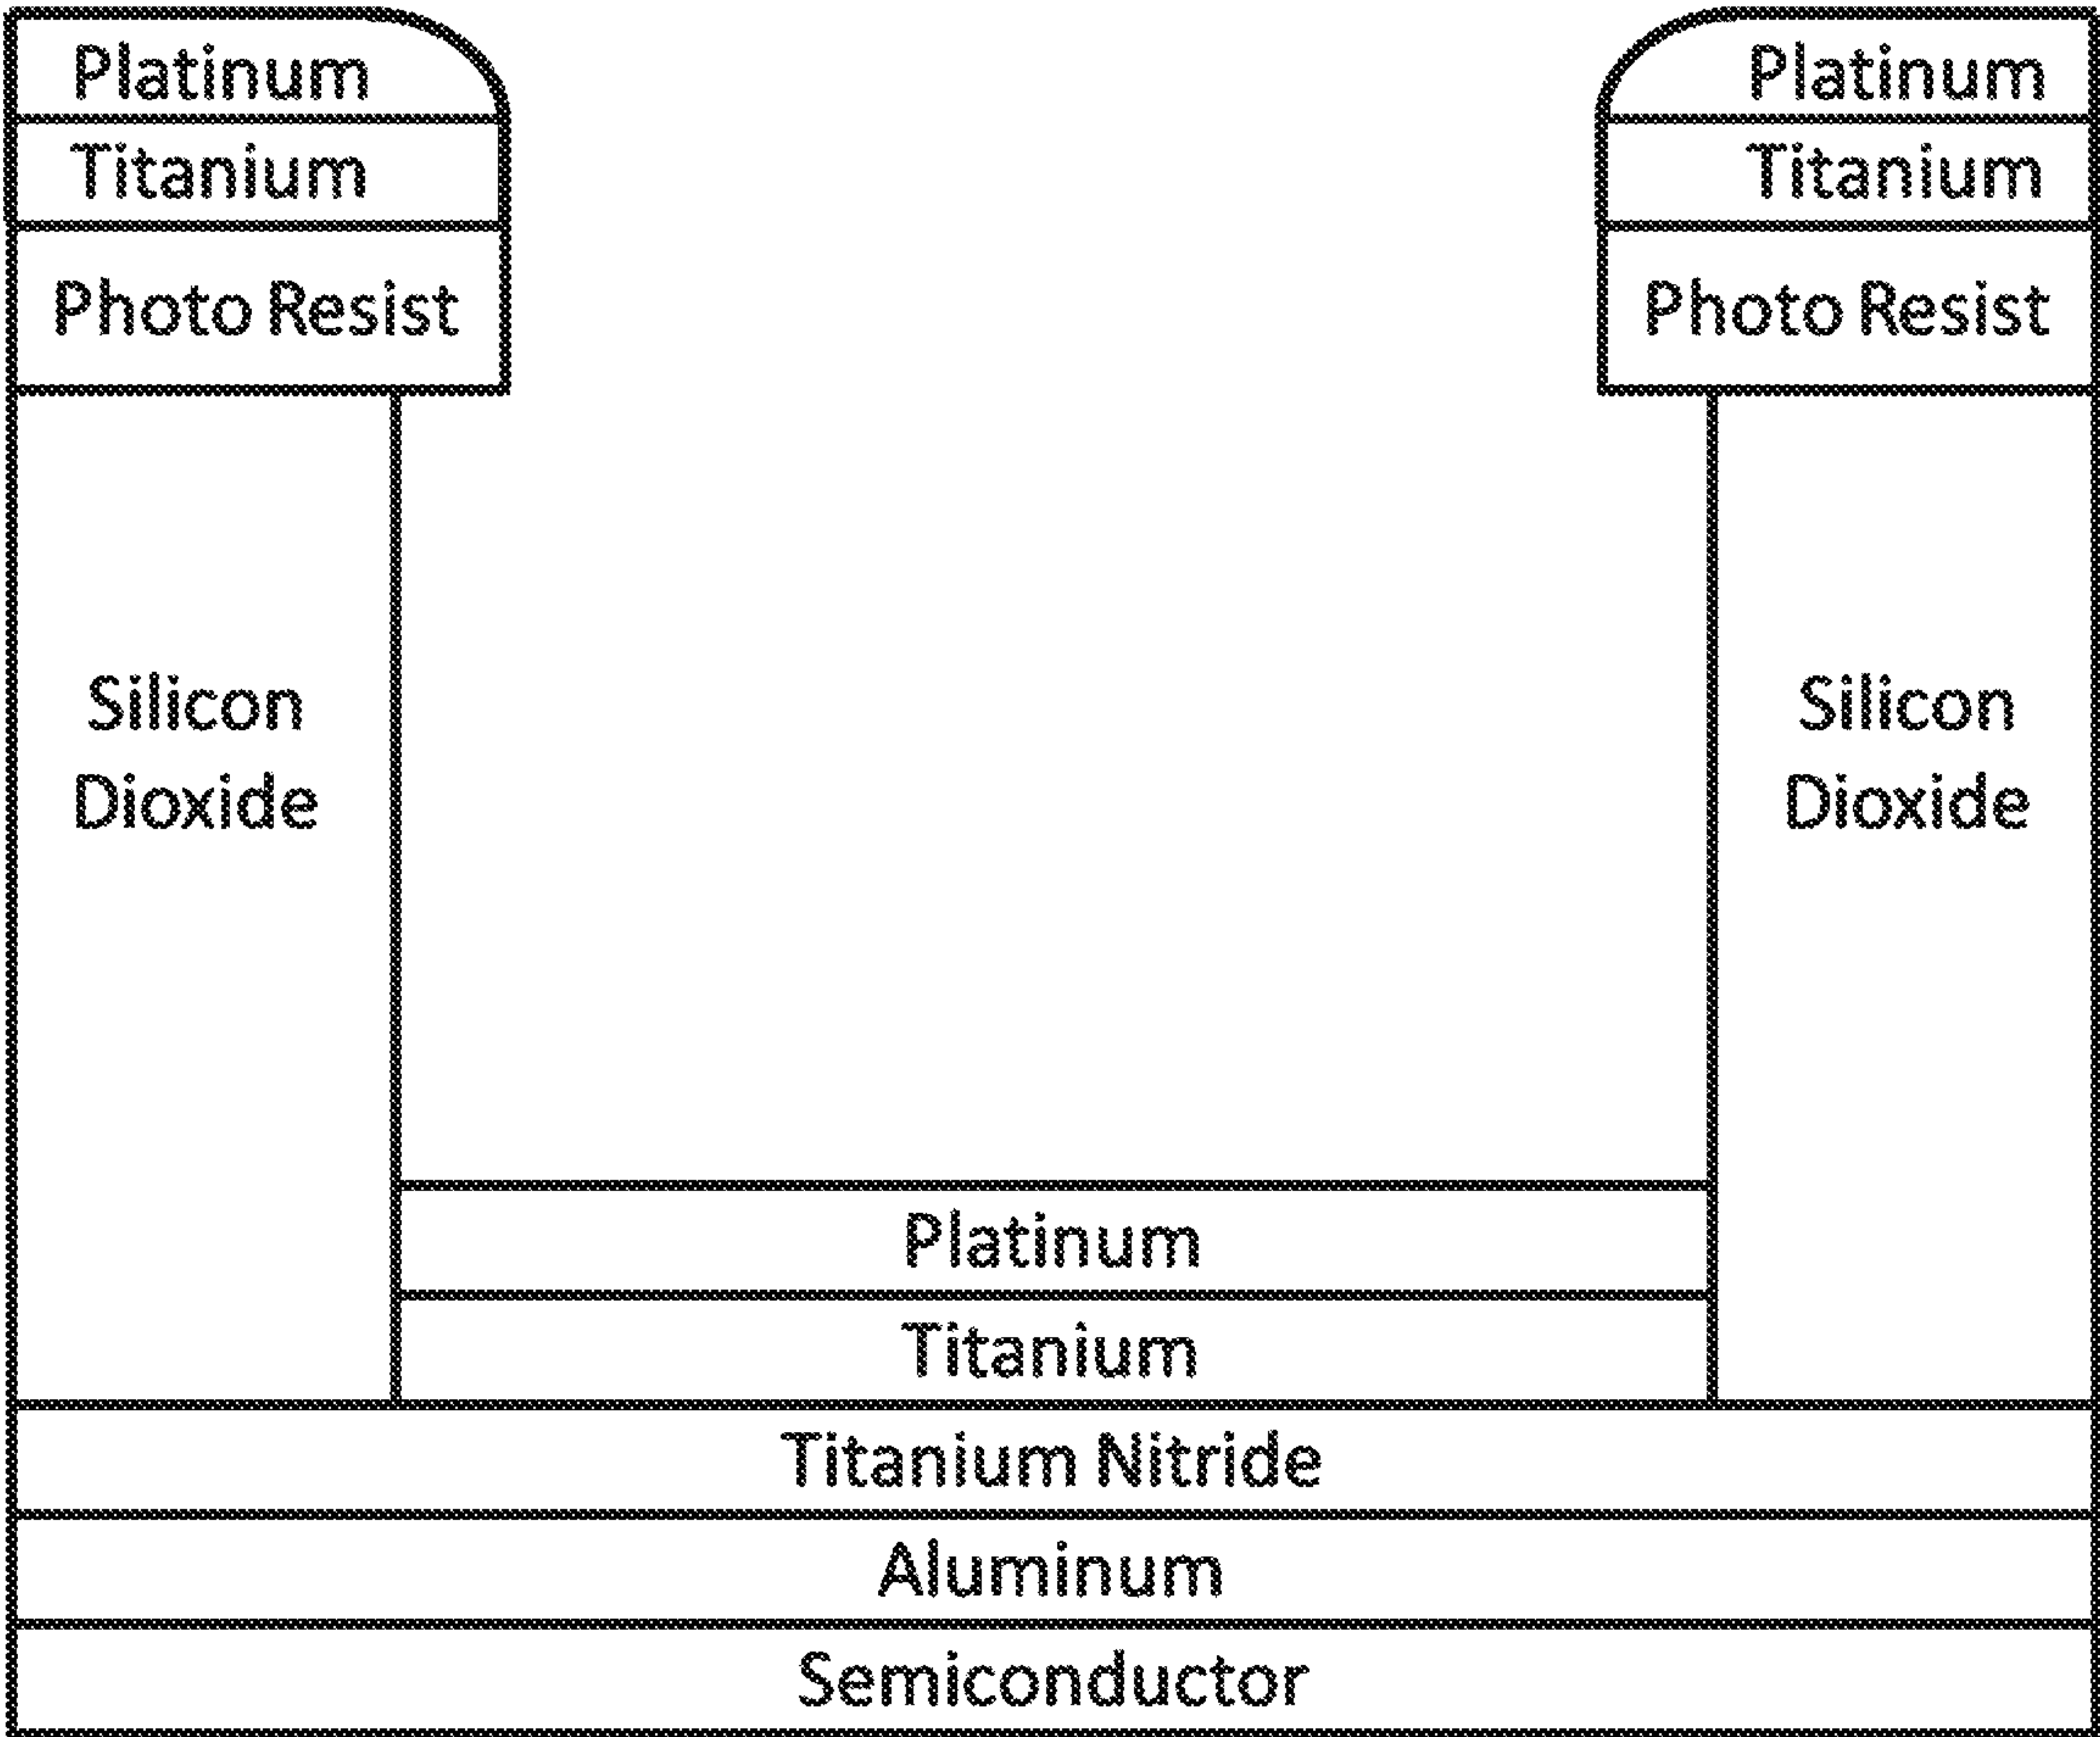 Platinum
Platinum
Titanium
Titanium
Photo Resist
Photo Resist
Silicon
Dioxide
Silicon
Dioxide
Platinum
Titanium
Titanium Nitride
Aluminum
Semiconductor